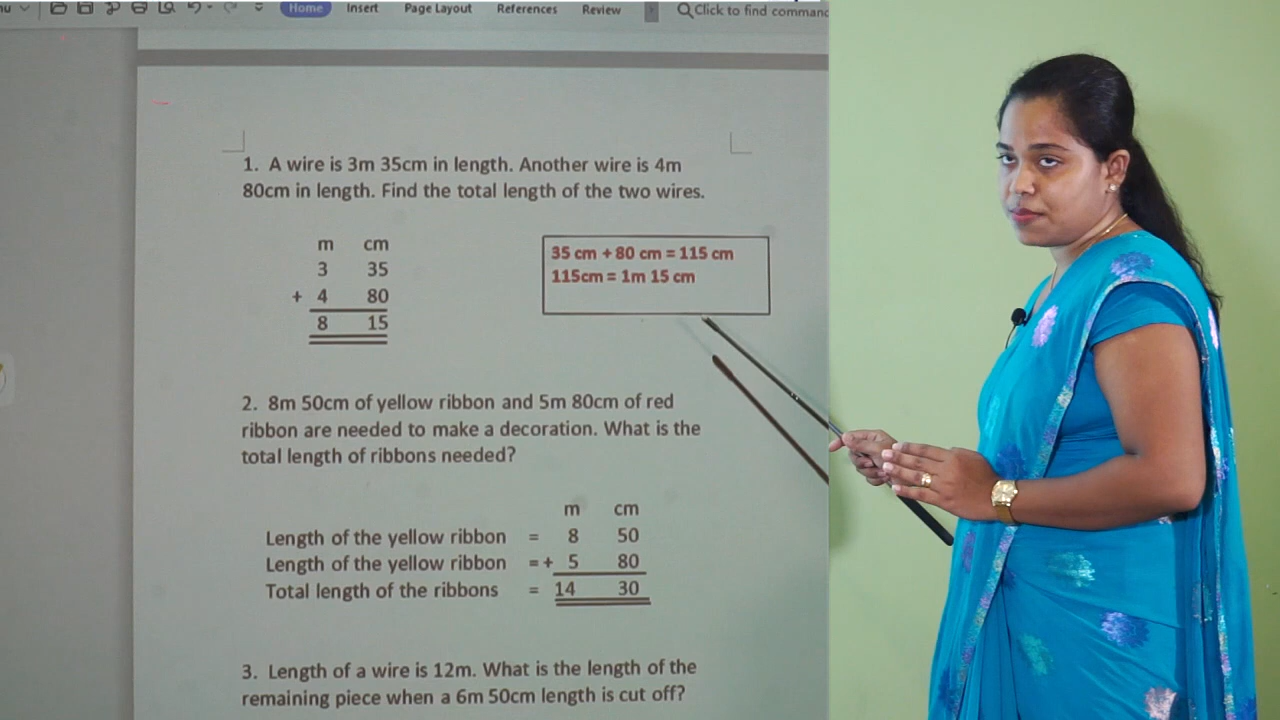 Home Insert Page Layout References Review Click to find command
1. A wire is 3m 35cm in length. Another wire is 4m
80cm in length. Find the total length of the two wires.
m cm
3 35
+ 4 80
8 15
35 cm + 80 cm = 115 cm
115cm = 1m 15 cm
2. 8m 50cm of yellow ribbon and 5m 80cm of red
ribbon are needed to make a decoration. What is the
total length of ribbons needed?
m cm
Length of the yellow ribbon = 8 50
Length of the yellow ribbon =+ 5 80
Total length of the ribbons = 14 30
3. Length of a wire is 12m. What is the length of the
remaining piece when a 6m 50cm length is cut off?